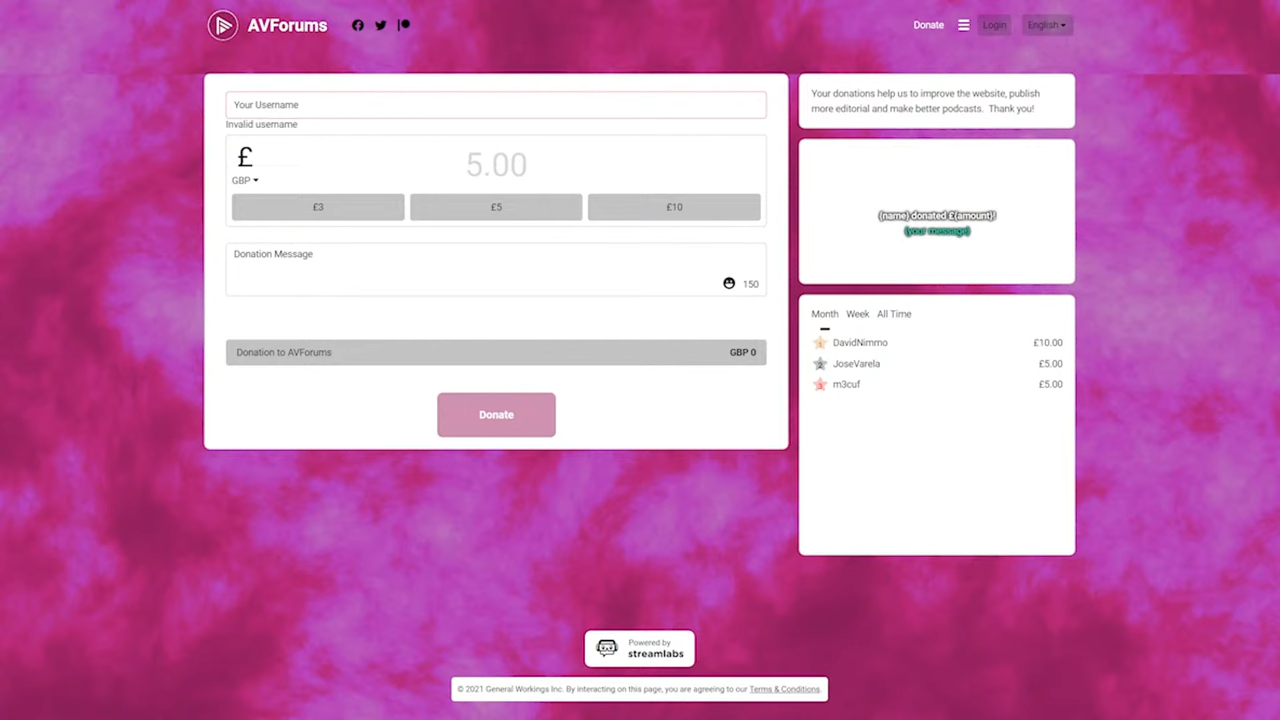 AVForums
Donate
Login
English
Your Username
Invalid username
£
5.00
GBP
£3
£5
£10
Donation Message
150
Donation to AVForums
GBP 0
Donate
Your donations help us to improve the website, publish
more editorial and make better podcasts. Thank you!
{name} donated £{amount}!
{your message}
Month Week All Time
1 DavidNimmo £10.00
2 JoseVarela £5.00
3 m3cuf £5.00
Powered by
streamlabs
© 2021 General Workings Inc. By interacting on this page, you are agreeing to our Terms & Conditions.